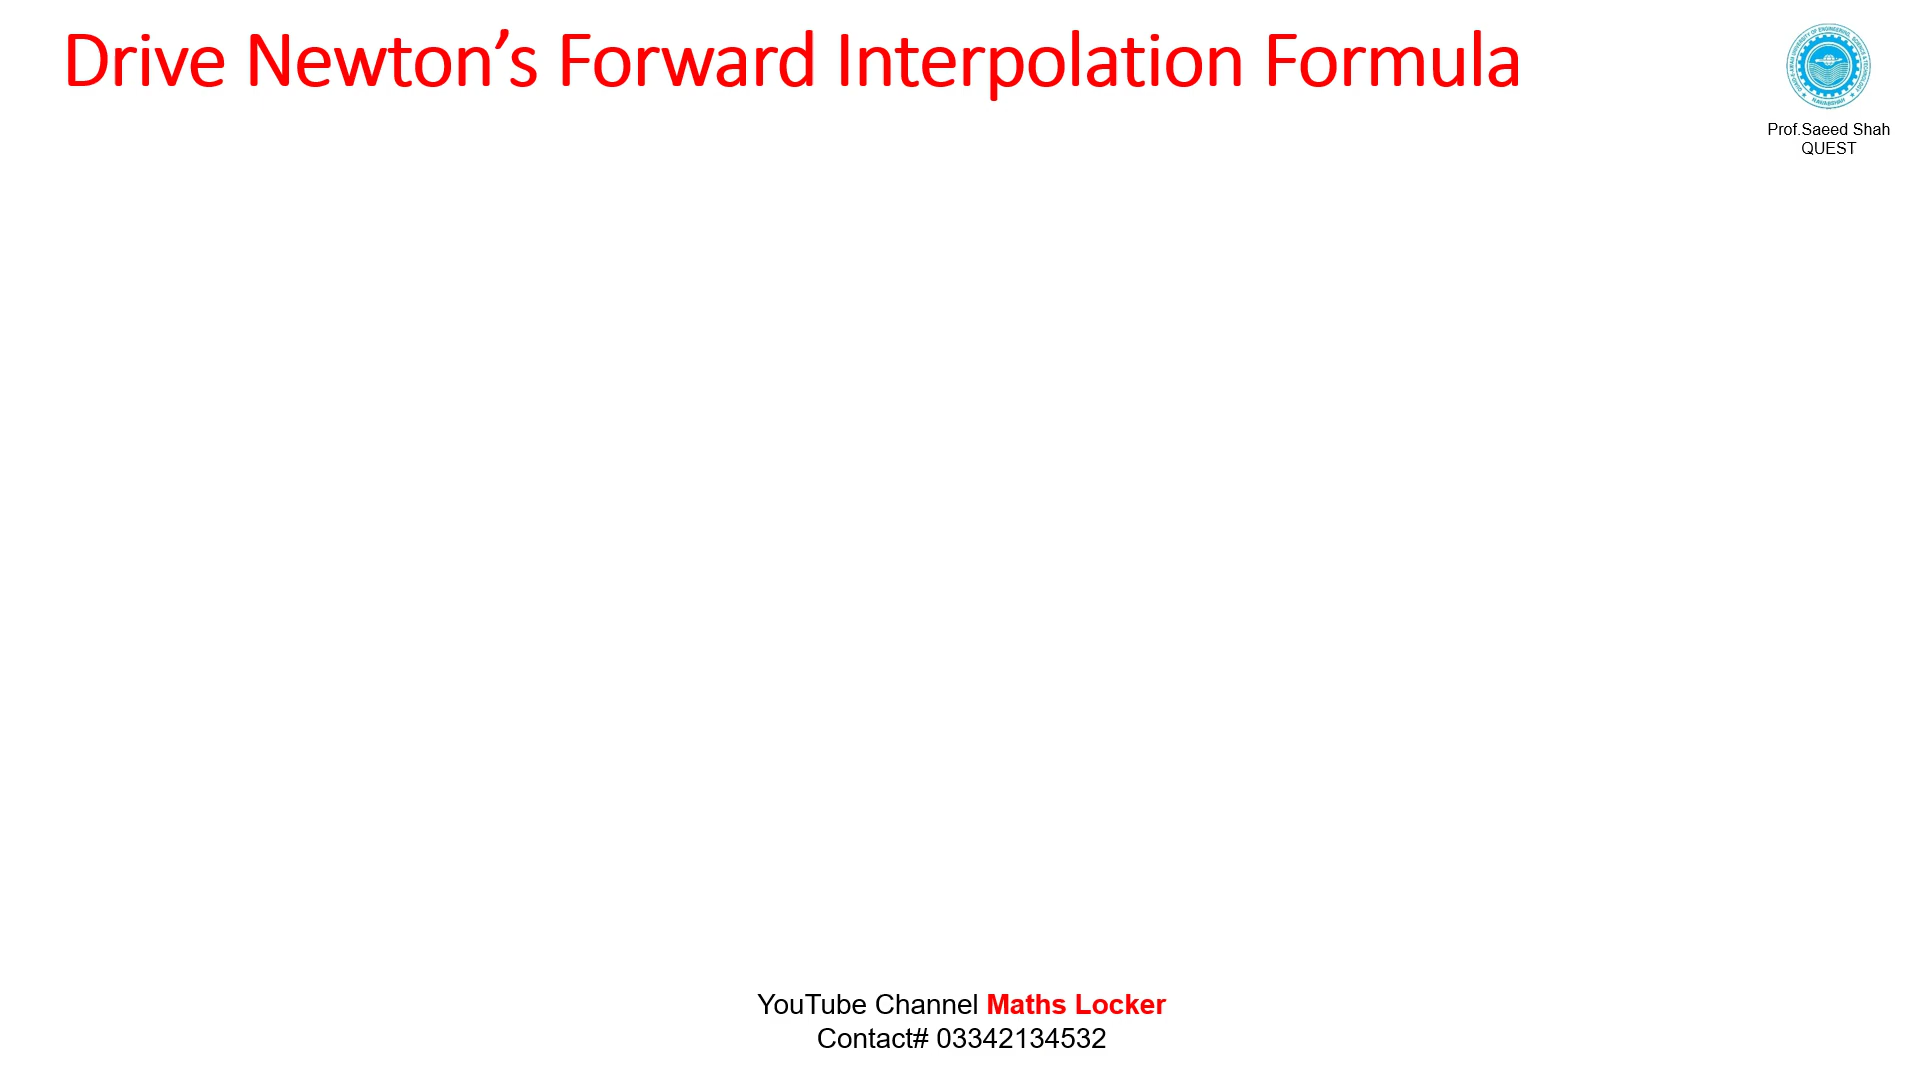 Drive Newton’s Forward Interpolation Formula
Prof.Saeed Shah
QUEST
YouTube Channel Maths Locker
Contact# 03342134532